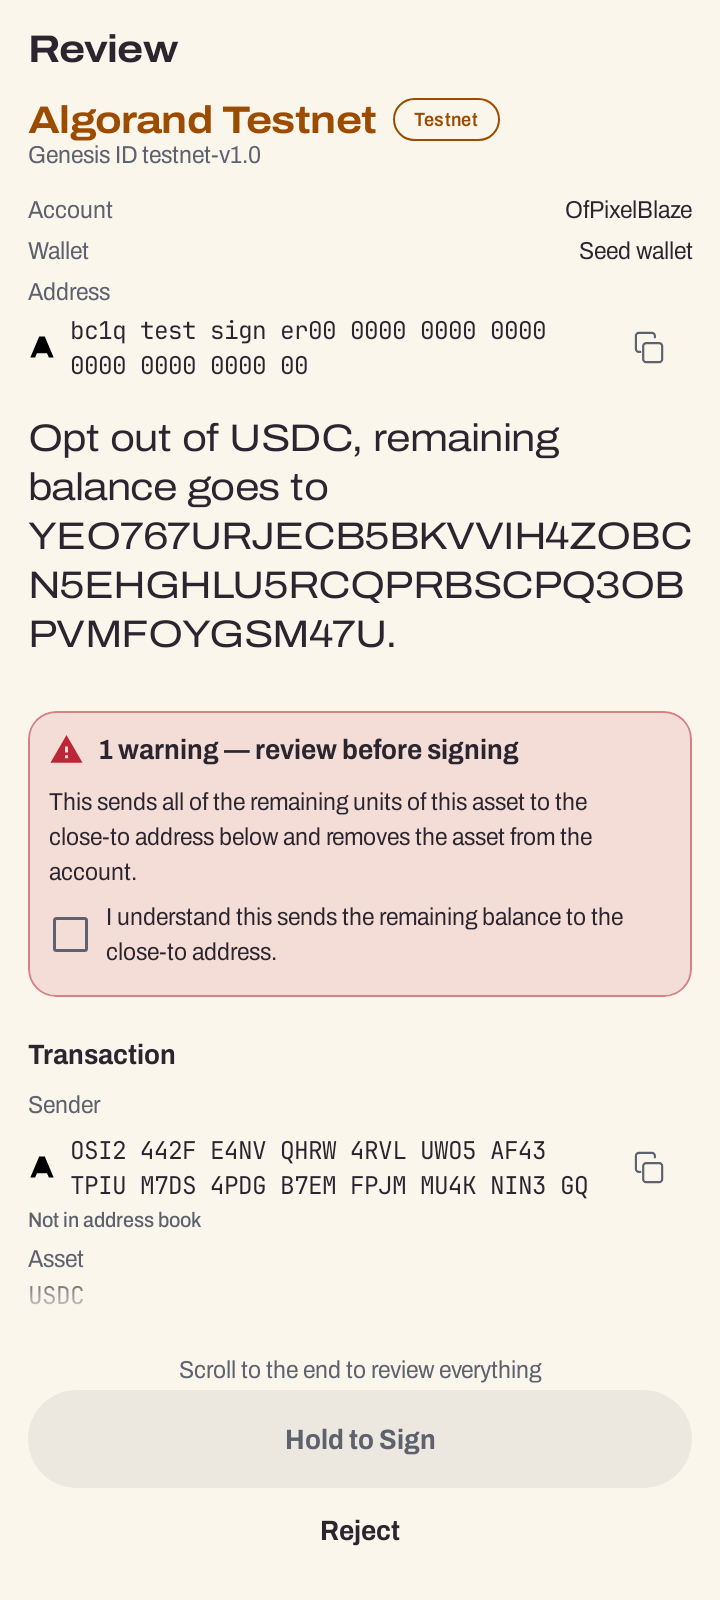 Review
Algorand Testnet
Testnet
Genesis ID testnet-v1.0
Account
OfPixelBlaze
Wallet
Seed wallet
Address
bc1q test sign er00 0000 0000 0000
0000 0000 0000 00
Opt out of USDC, remaining
balance goes to
YEO767URJECB5BKVVIH4ZOBC
N5EHGHLU5RCQPRBSCPQ3OB
PVMFOYGSM47U.
1 warning — review before signing
This sends all of the remaining units of this asset to the
close-to address below and removes the asset from the
account.
I understand this sends the remaining balance to the
close-to address.
Transaction
Sender
OSI2 442F E4NV QHRW 4RVL UWO5 AF43
TPIU M7DS 4PDG B7EM FPJM MU4K NIN3 GQ
Not in address book
Asset
USDC
Scroll to the end to review everything
Hold to Sign
Reject